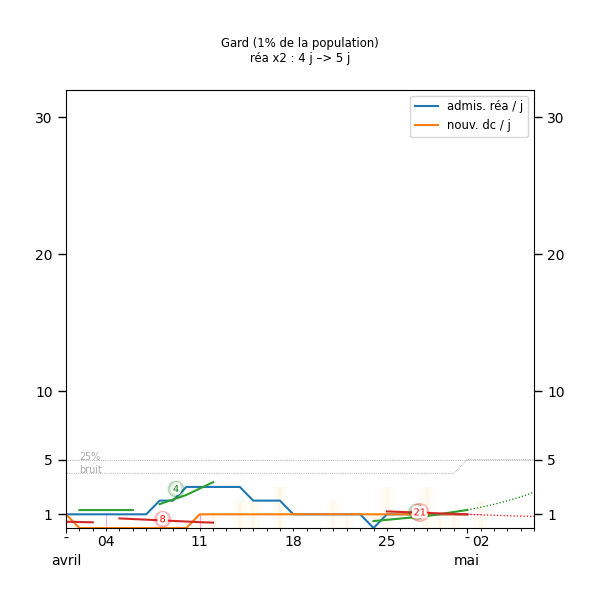 Gard (1% de la population)
réa x2 : 4 j –> 5 j
admis. réa / j
nouv. dc / j
30 30
20 20
10 10
5 5
1 1
25%
bruit
4
8
21
- 04 11 18 25 - 02
avril mai